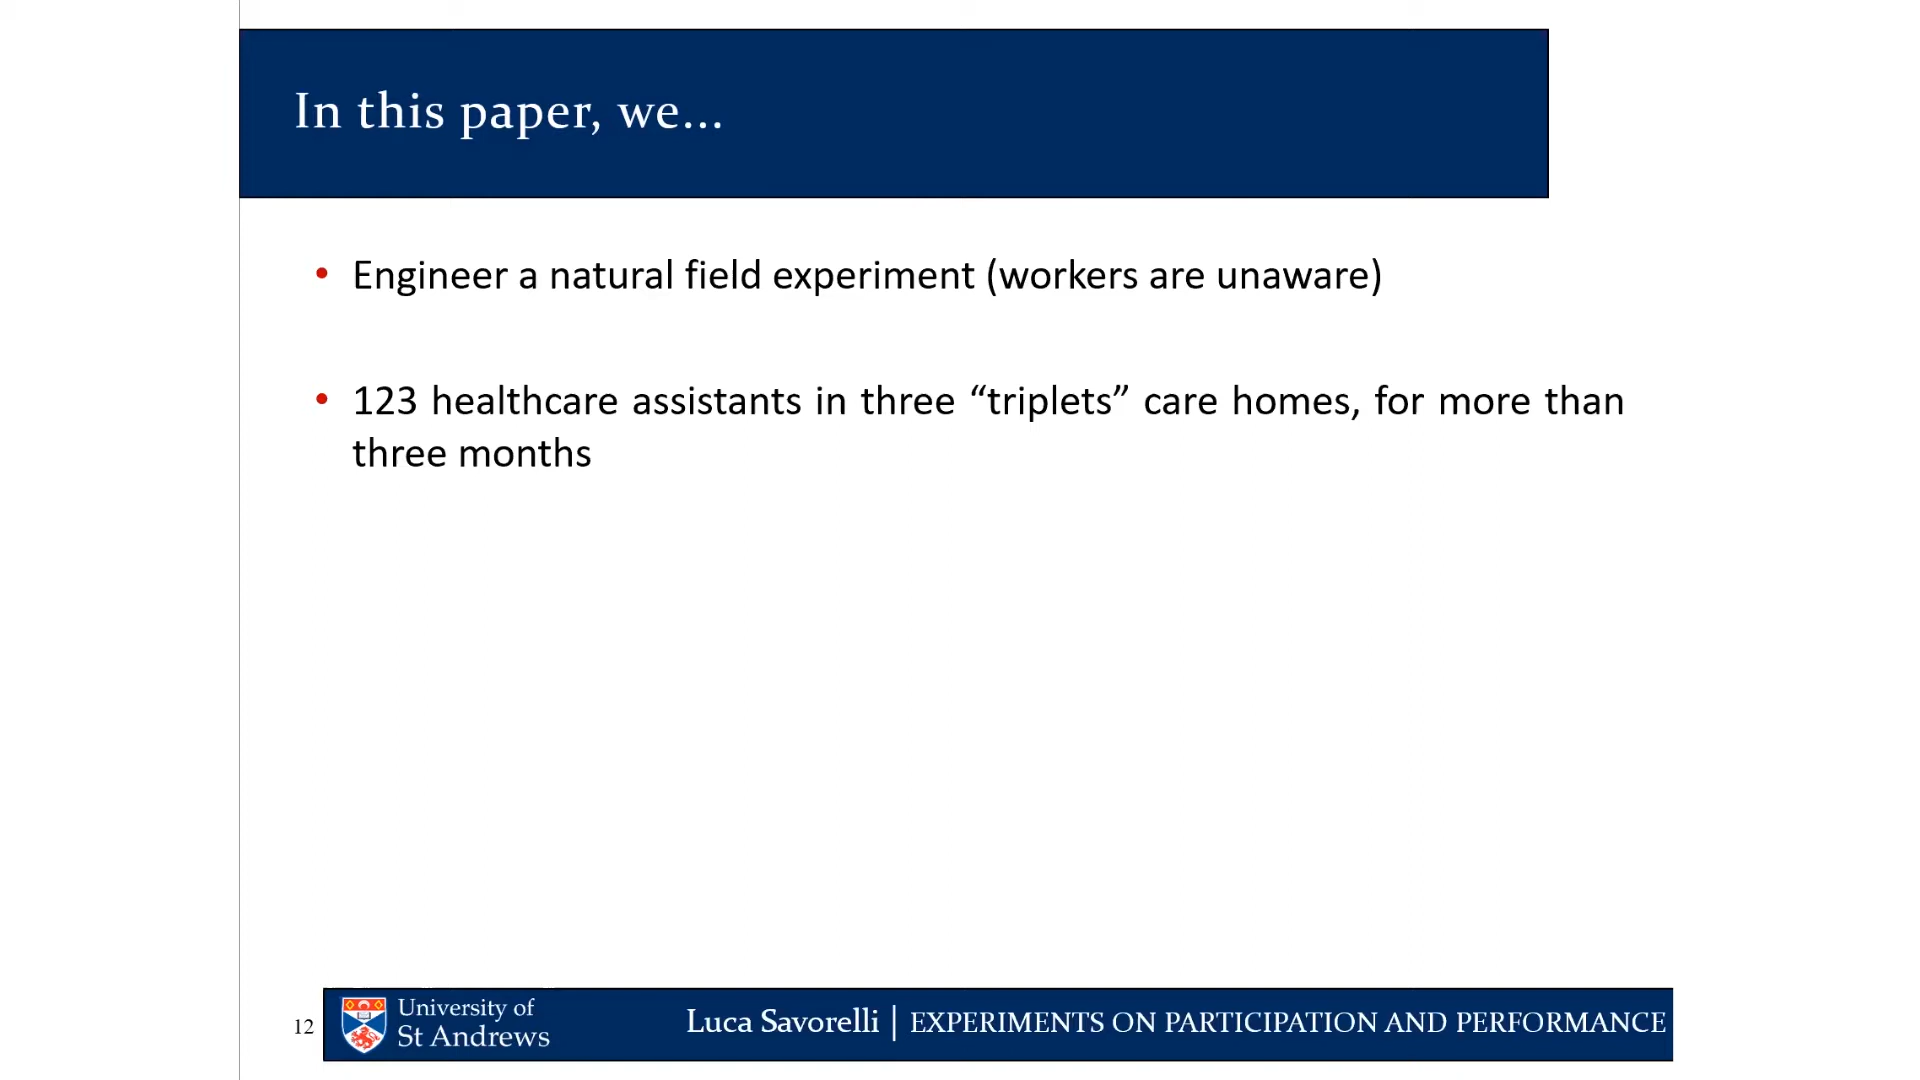 In this paper, we...
• Engineer a natural field experiment (workers are unaware)
• 123 healthcare assistants in three “triplets” care homes, for more than
three months
12
University of
St Andrews
Luca Savorelli | EXPERIMENTS ON PARTICIPATION AND PERFORMANCE